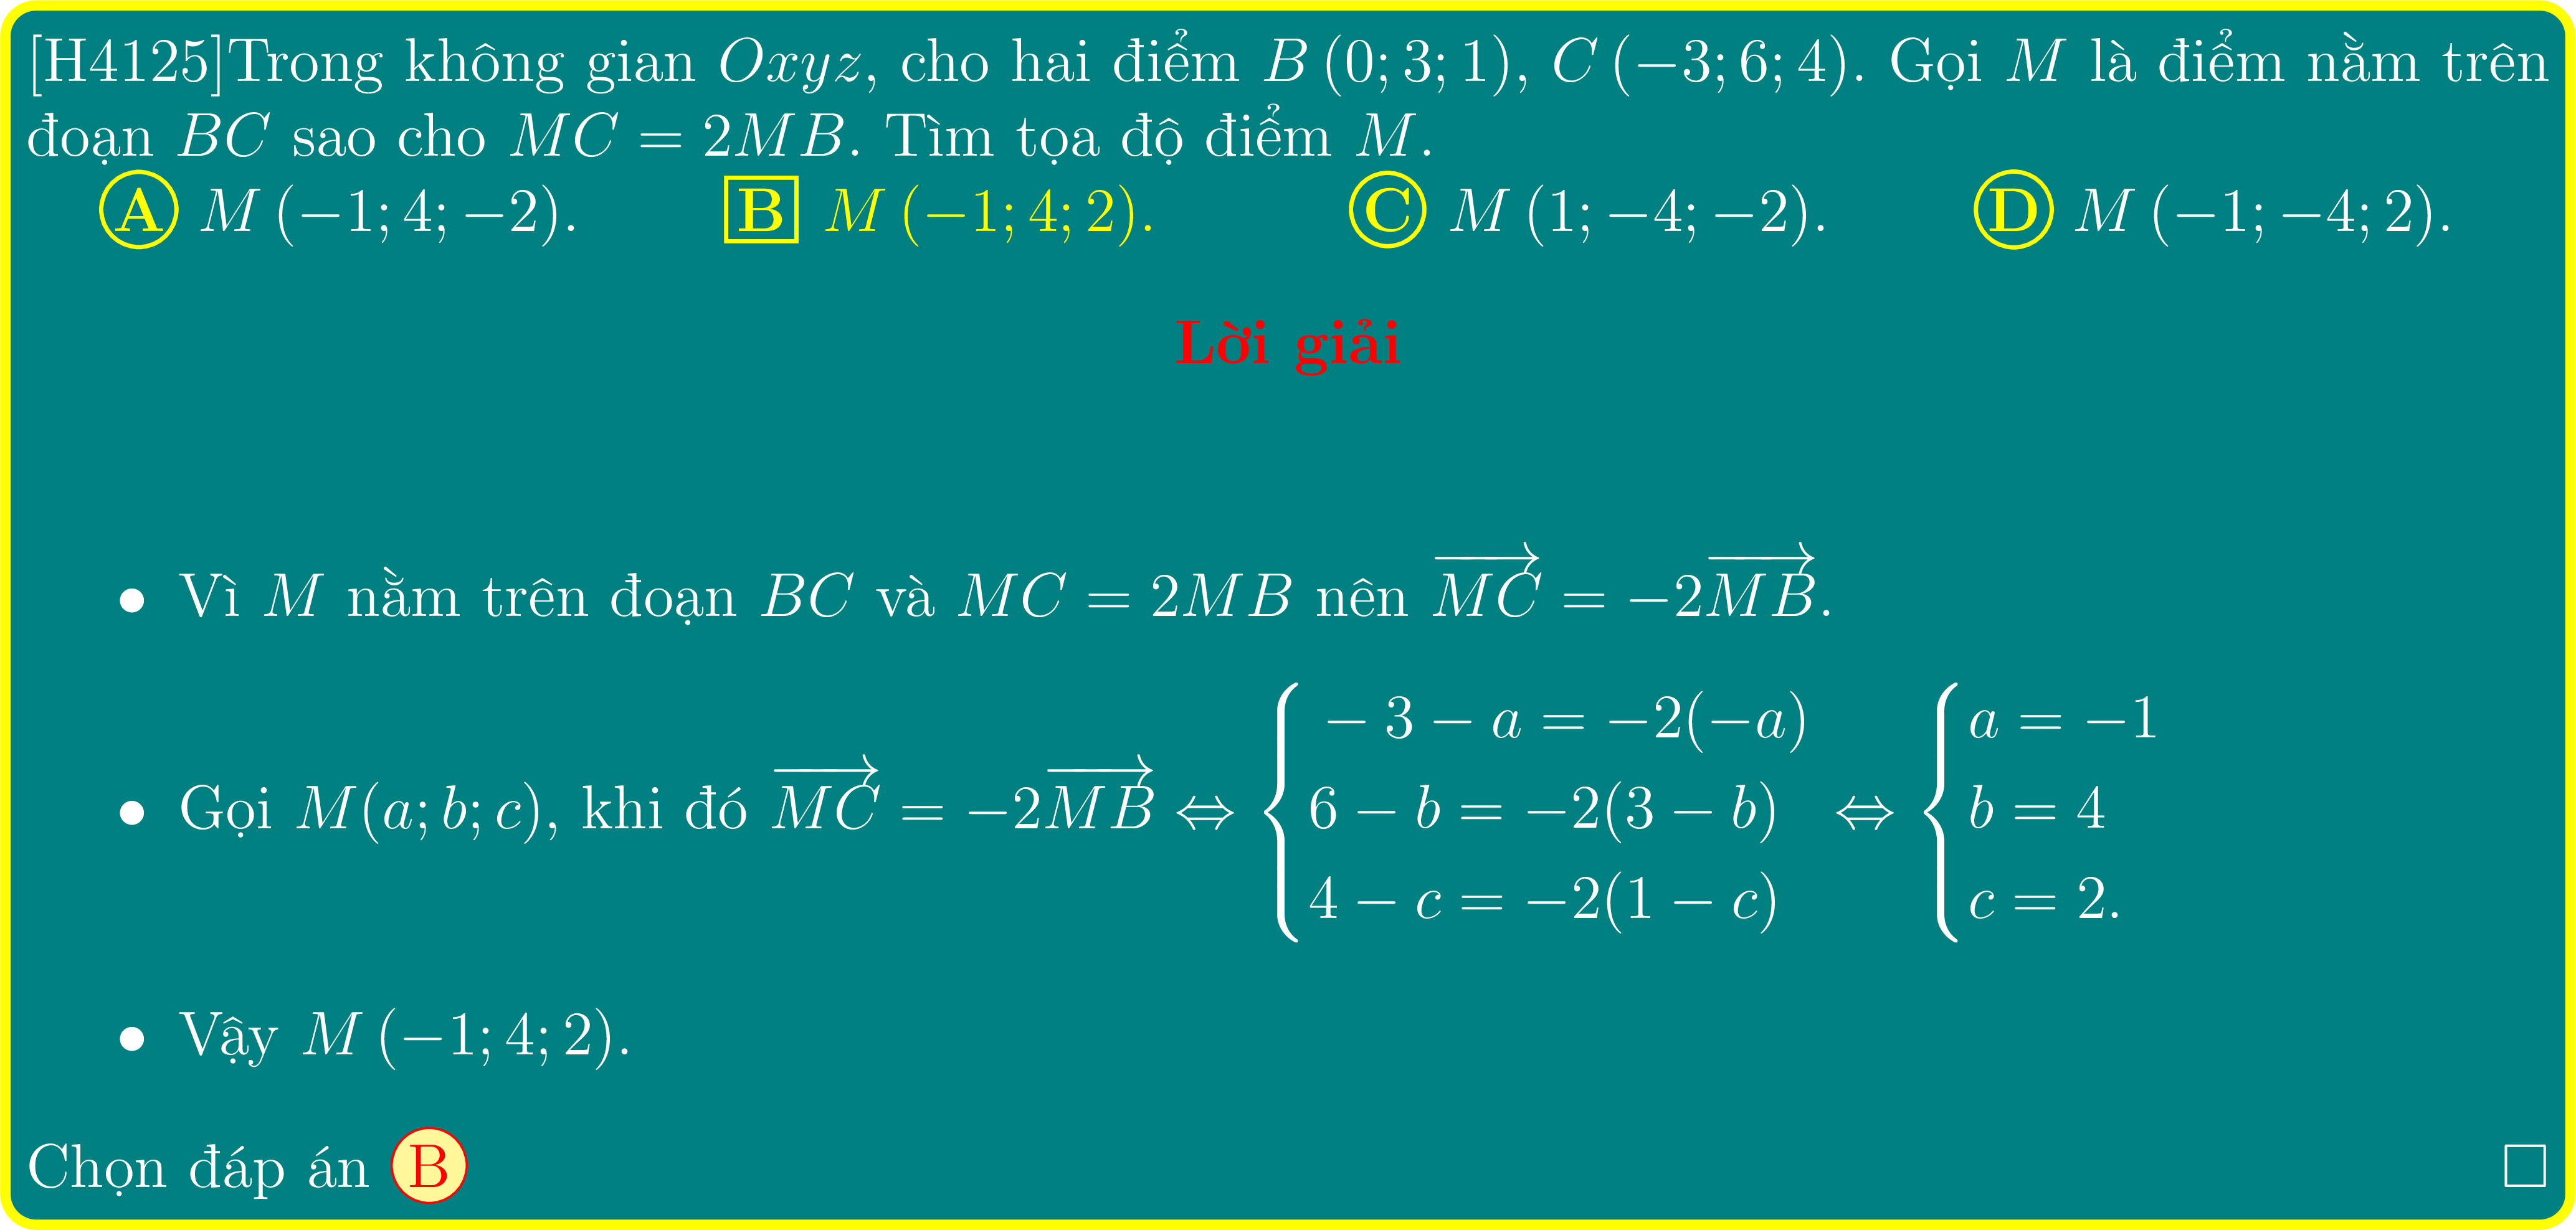 [H4125]Trong không gian Oxyz, cho hai điểm B (0; 3; 1), C (−3; 6; 4). Gọi M là điểm nằm trên
đoạn BC sao cho MC = 2MB. Tìm tọa độ điểm M.
A M (−1; 4; −2). B M (−1; 4; 2). C M (1; −4; −2). D M (−1; −4; 2).
Lời giải
• Vì M nằm trên đoạn BC và MC = 2MB nên $\overrightarrow{MC} = -2\overrightarrow{MB}$.
• Gọi M(a; b; c), khi đó $\overrightarrow{MC} = -2\overrightarrow{MB} \Leftrightarrow \begin{cases} -3 - a = -2(-a) \\ 6 - b = -2(3 - b) \\ 4 - c = -2(1 - c) \end{cases} \Leftrightarrow \begin{cases} a = -1 \\ b = 4 \\ c = 2. \end{cases}$
• Vậy M (−1; 4; 2).
Chọn đáp án B □